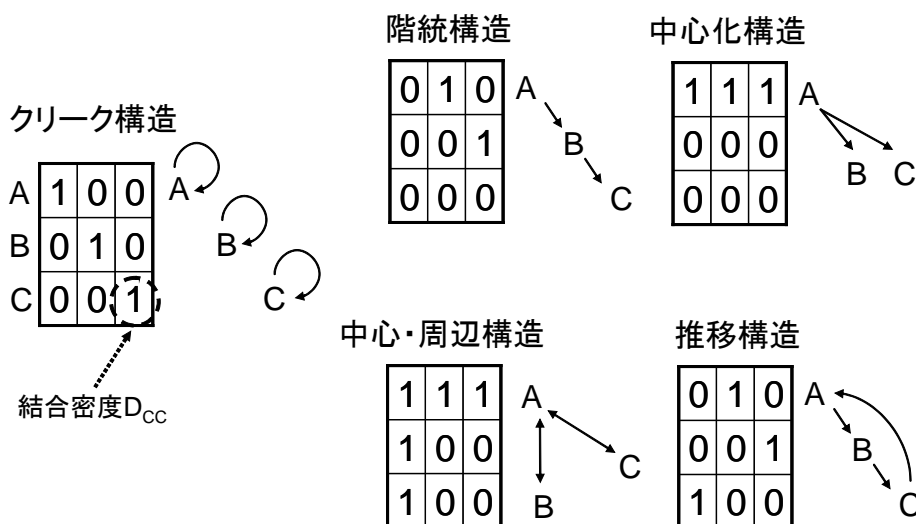 クリーク構造
A 1 0 0 A
B 0 1 0 B
C 0 0 1 C
結合密度D_CC
階統構造
0 1 0 A
0 0 1 B
0 0 0 C
中心化構造
1 1 1 A
0 0 0 B C
0 0 0
中心・周辺構造
1 1 1 A
1 0 0 C
1 0 0 B
推移構造
0 1 0 A
0 0 1 B
1 0 0 C